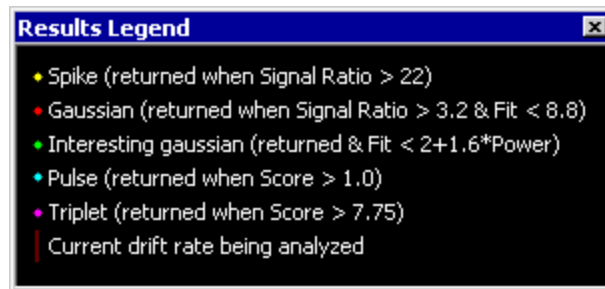 Results Legend
Spike (returned when Signal Ratio > 22)
Gaussian (returned when Signal Ratio > 3.2 & Fit < 8.8)
Interesting gaussian (returned & Fit < 2+1.6*Power)
Pulse (returned when Score > 1.0)
Triplet (returned when Score > 7.75)
Current drift rate being analyzed